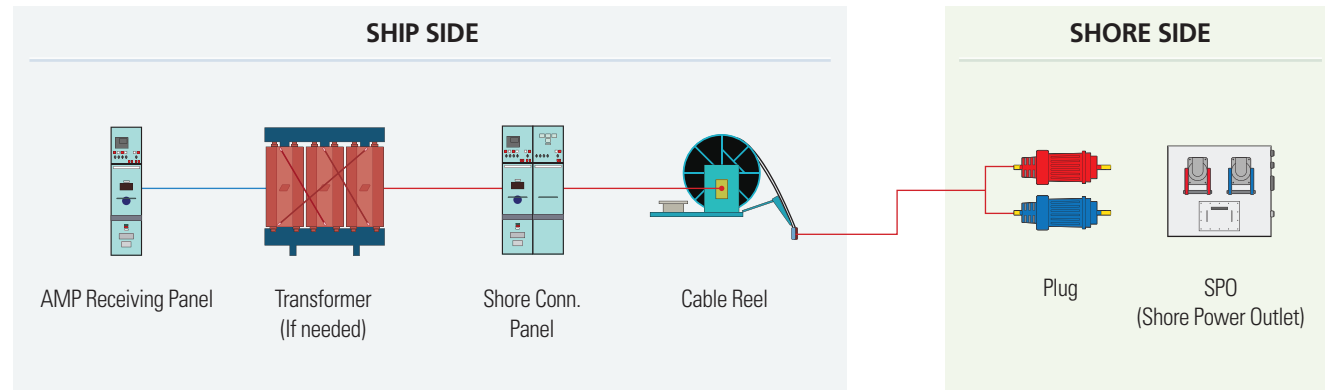 SHIP SIDE
SHORE SIDE
AMP Receiving Panel
Transformer
(If needed)
Shore Conn.
Panel
Cable Reel
Plug
SPO
(Shore Power Outlet)